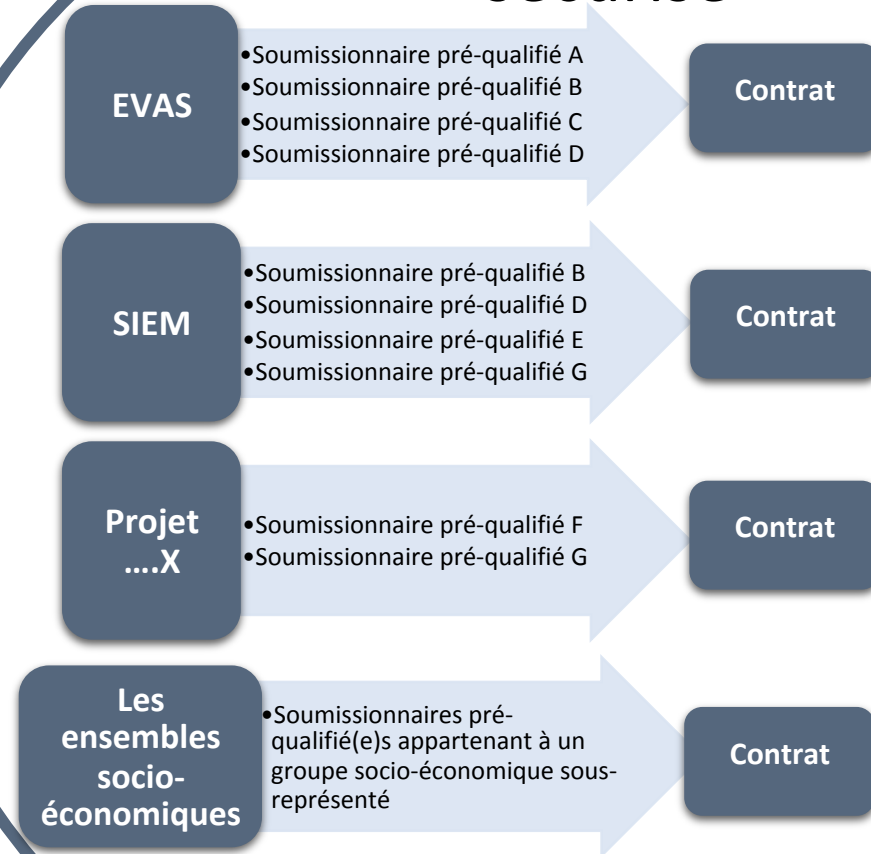 EVAS
•Soumissionnaire pré-qualifié A
•Soumissionnaire pré-qualifié B
•Soumissionnaire pré-qualifié C
•Soumissionnaire pré-qualifié D
Contrat
SIEM
•Soumissionnaire pré-qualifié B
•Soumissionnaire pré-qualifié D
•Soumissionnaire pré-qualifié E
•Soumissionnaire pré-qualifié G
Contrat
Projet
....X
•Soumissionnaire pré-qualifié F
•Soumissionnaire pré-qualifié G
Contrat
Les
ensembles
socio-
économiques
•Soumissionnaires pré-
qualifié(e)s appartenant à un
groupe socio-économique sous-
représenté
Contrat